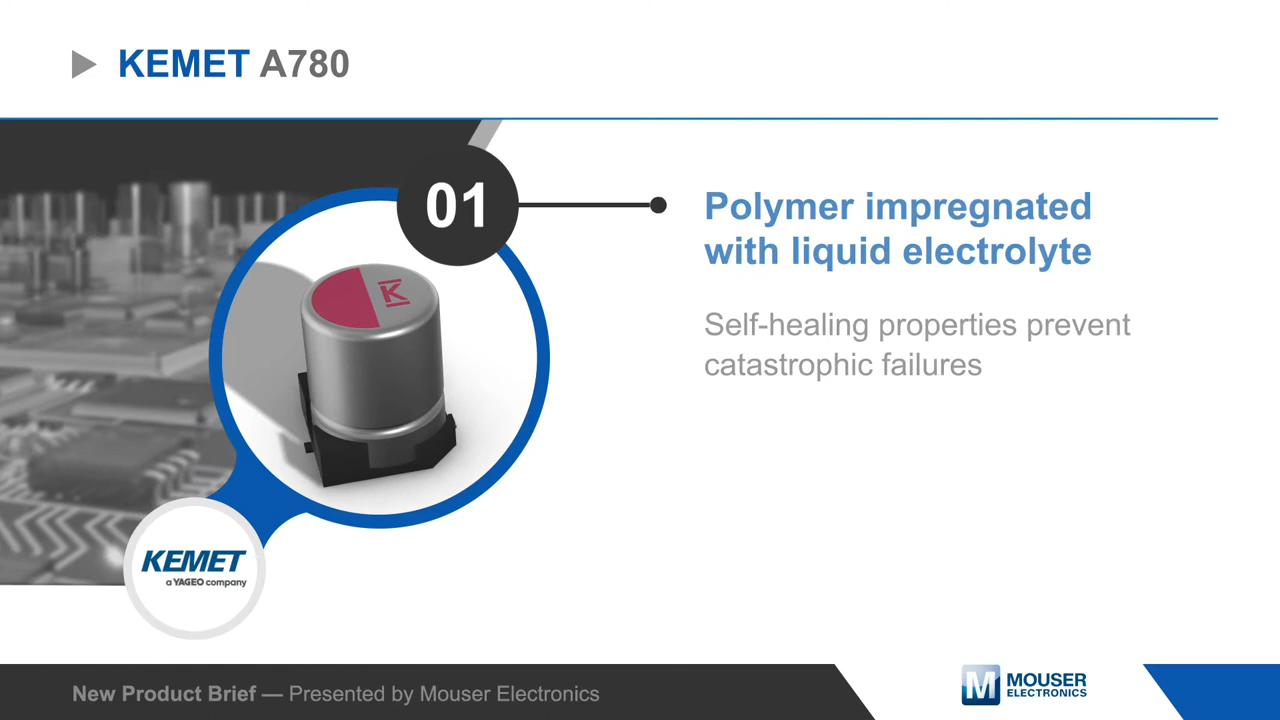 KEMET A780
01
Polymer impregnated
with liquid electrolyte
Self-healing properties prevent
catastrophic failures
K
KEMET
a YAGEO company
New Product Brief — Presented by Mouser Electronics
M MOUSER
ELECTRONICS